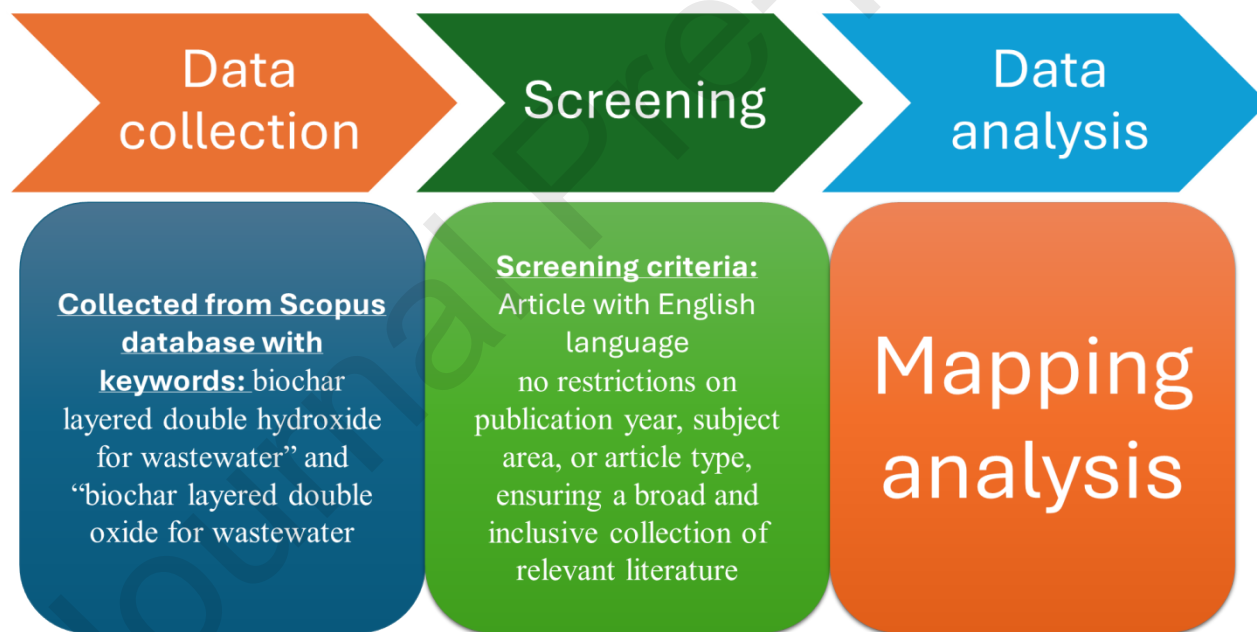 Data
collection
Screening
Data
analysis
Collected from Scopus
database with
keywords: biochar
layered double hydroxide
for wastewater” and
“biochar layered double
oxide for wastewater
Screening criteria:
Article with English
language
no restrictions on
publication year, subject
area, or article type,
ensuring a broad and
inclusive collection of
relevant literature
Mapping
analysis
Journal Pre